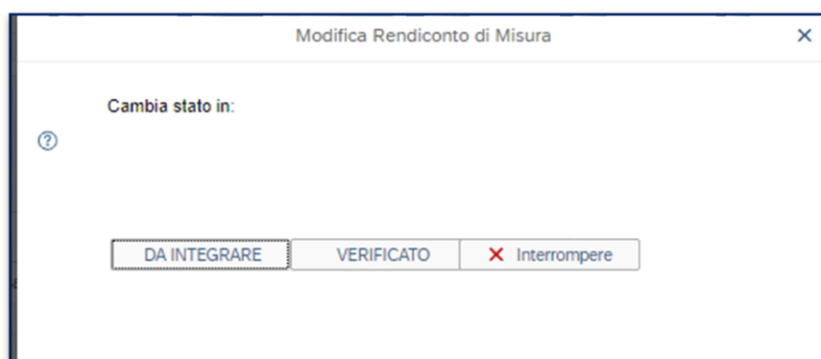 Modifica Rendiconto di Misura
Cambia stato in:
DA INTEGRARE VERIFICATO Interrompere